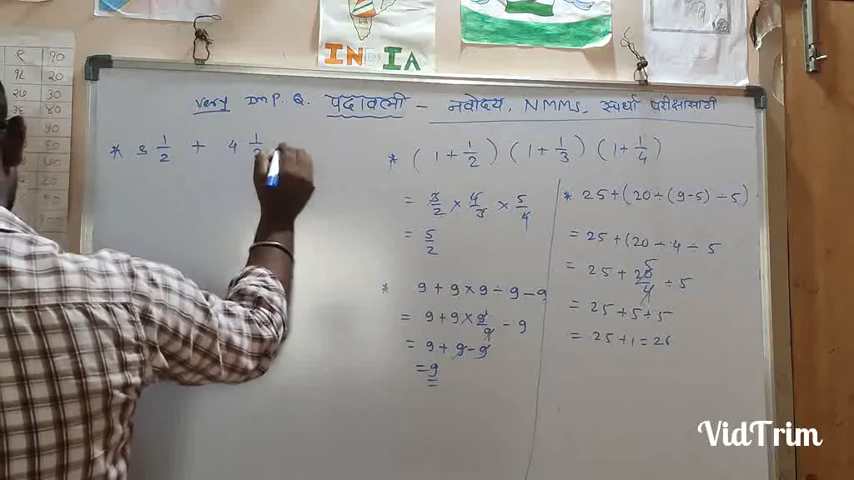 very Imp. Q. पदावली - नवोदय, NMMS, स्पर्धा परीक्षासाठी
* 3 1/2 + 4 1/2
* (1 + 1/2) (1 + 1/3) (1 + 1/4)
= 3/2 × 4/3 × 5/4
= 5/2
* 9 + 9 × 9 ÷ 9 - 9
= 9 + 9 × 9/9 - 9
= 9 + 9 - 9
= 9
* 25 + (20 ÷ (9-5) ÷ 5)
= 25 + (20 ÷ 4 ÷ 5
= 25 + 20/4 5 ÷ 5
= 25 + 5 ÷ 5
= 25 + 1 = 26
INDIA
VidTrim